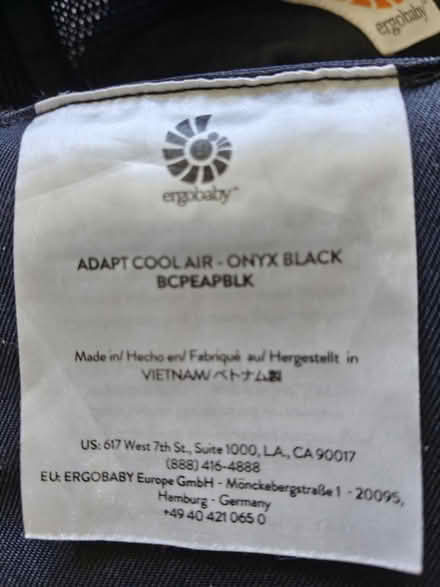 ergobaby
ergobaby™
ADAPT COOL AIR - ONYX BLACK
BCPEAPBLK
Made in/ Hecho en/ Fabriqué au/ Hergestellt in
VIETNAM/ベトナム製
US: 617 West 7th St., Suite 1000, L.A., CA 90017
(888) 416-4888
EU: ERGOBABY Europe GmbH - Mönckebergstraße 1 - 20095,
Hamburg - Germany
+49 40 421 065 0